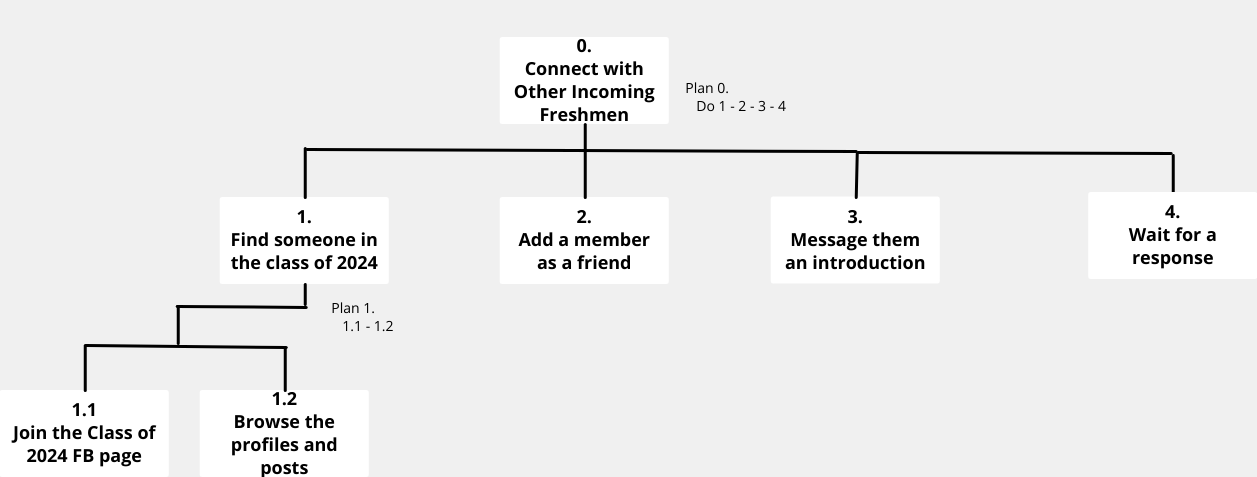 0.
Connect with
Other Incoming
Freshmen
Plan 0.
Do 1 - 2 - 3 - 4
1.
Find someone in
the class of 2024
2.
Add a member
as a friend
3.
Message them
an introduction
4.
Wait for a
response
Plan 1.
1.1 - 1.2
1.1
Join the Class of
2024 FB page
1.2
Browse the
profiles and
posts